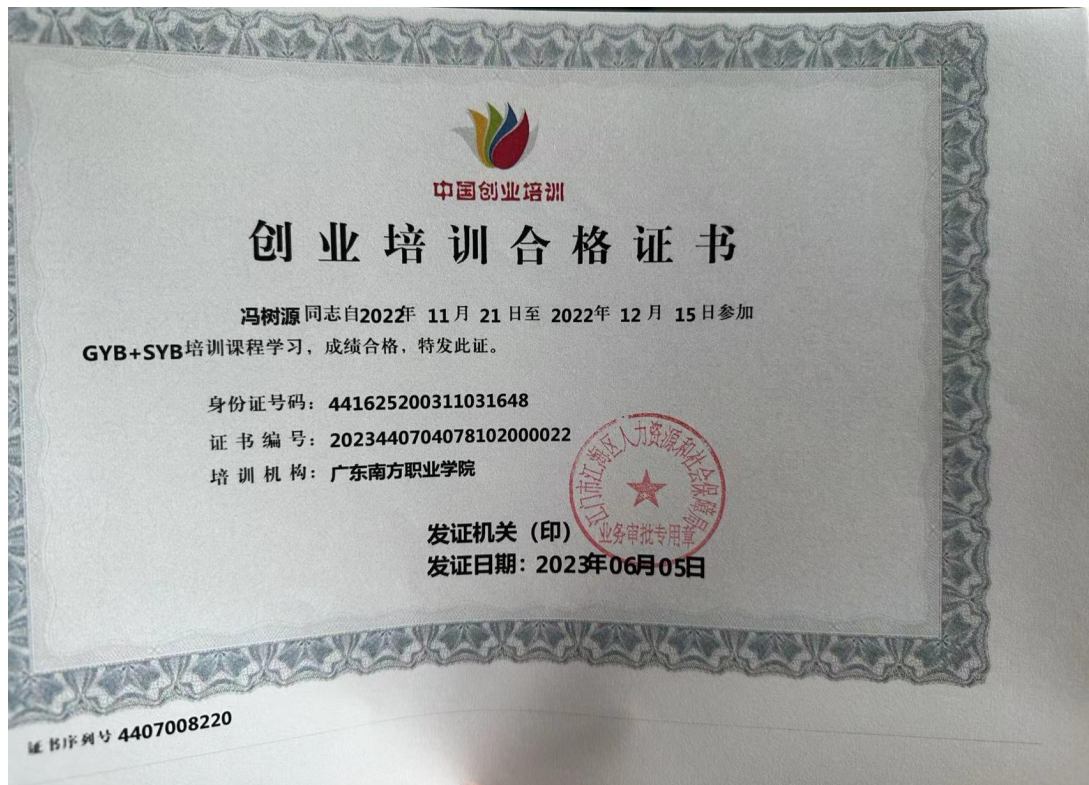 中国创业培训
创业培训合格证书
冯树源同志自2022年 11月 21日至 2022年 12月 15日参加
GYB+SYB培训课程学习，成绩合格，特发此证。
身份证号码：441625200311031648
证书编号：2023440704078102000022
培训机构：广东南方职业学院
江门市江海区人力资源和社会保障局
业务审批专用章
发证机关（印）
发证日期：2023年06月05日
证书序列号 4407008220